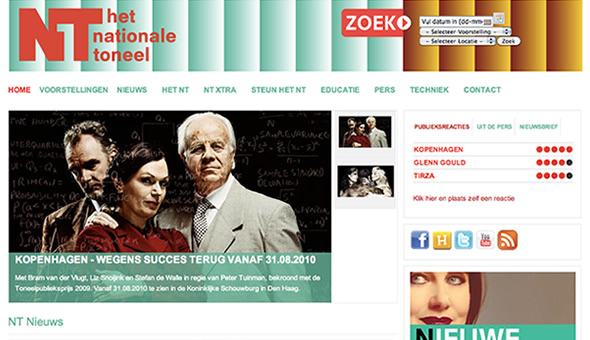 NT het
nationale
toneel
ZOEK
Vul datum in (dd-mm-
- Selecteer Voorstelling -
- Selecteer Locatie - Zoek
HOME VOORSTELLINGEN NIEUWS HET NT NT XTRA STEUN HET NT EDUCATIE PERS TECHNIEK CONTACT
KOPENHAGEN - WEGENS SUCCES TERUG VANAF 31.08.2010
Met Bram van der Vlugt, Liz Snoijink en Stefan de Walle in regie van Peter Tuinman, bekroond met de
Toneelpublieksprijs 2009. Vanaf 31.08.2010 te zien in de Koninklijke Schouwburg in Den Haag.
NT Nieuws
PUBLIEKSREACTIES UIT DE PERS NIEUWSBRIEF
KOPENHAGEN
GLENN GOULD
TIRZA
Klik hier en plaats zelf een reactie
f H t You Tube
NIEUWE